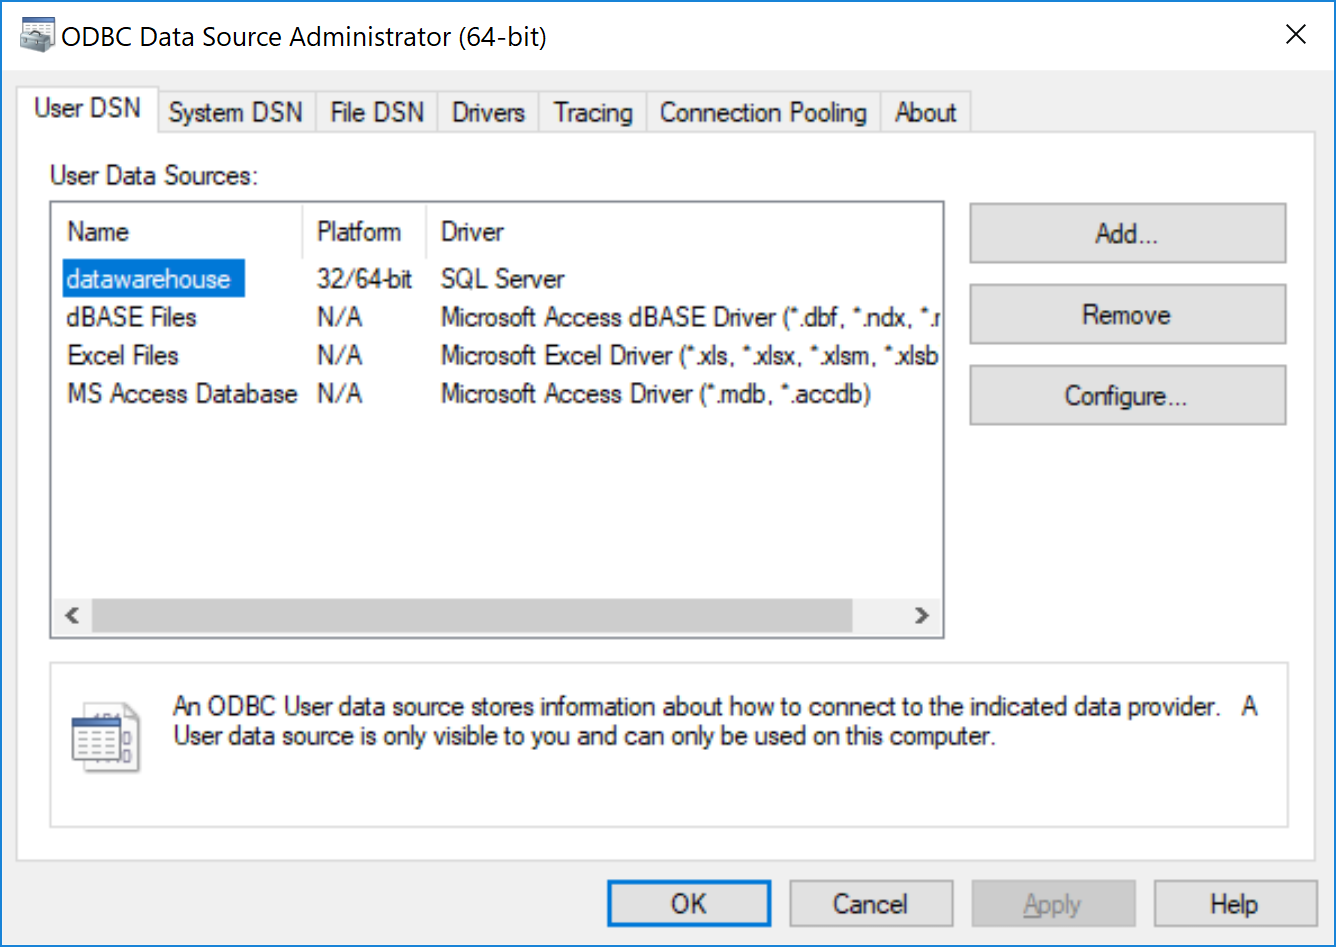 ODBC Data Source Administrator (64-bit)
User DSN System DSN File DSN Drivers Tracing Connection Pooling About
User Data Sources:
Name Platform Driver
datawarehouse 32/64-bit SQL Server
dBASE Files N/A Microsoft Access dBASE Driver (*.dbf, *.ndx, *.r
Excel Files N/A Microsoft Excel Driver (*.xls, *.xlsx, *.xlsm, *.xlsb
MS Access Database N/A Microsoft Access Driver (*.mdb, *.accdb)
Add...
Remove
Configure...
An ODBC User data source stores information about how to connect to the indicated data provider. A
User data source is only visible to you and can only be used on this computer.
OK Cancel Apply Help